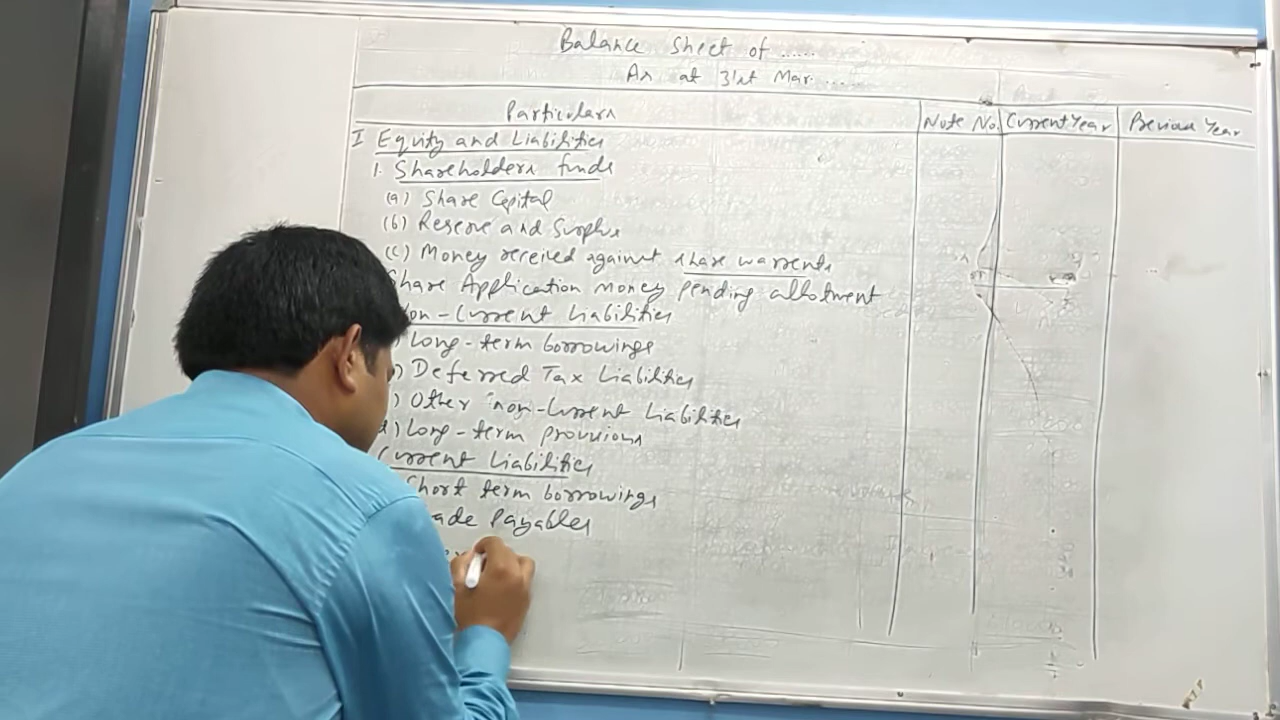 Balance Sheet of ......
As at 31st Mar. ......
Particulars Note No. Current Year Previous Year
I Equity and Liabilities
1. Shareholders funds
(a) Share Capital
(b) Reserve and Surplus
(c) Money received against share warrents
Share Application money pending allotment
Non-Current Liabilities
Long-term borrowings
) Deferred Tax Liabilities
) Other non-current Liabilities
) Long-term provisions
Current Liabilities
Short term borrowings
ade Payables